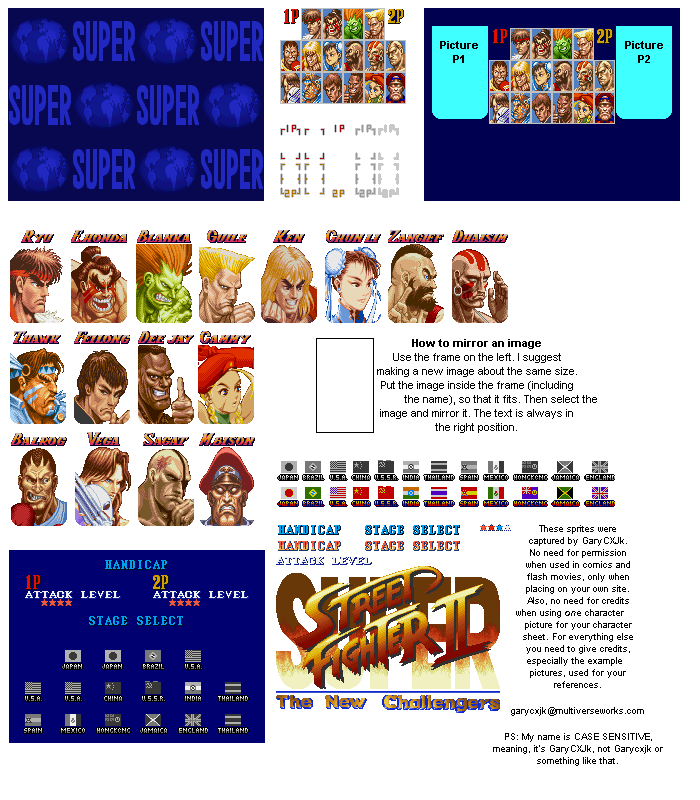 SUPER SUPER
SUPER SUPER
SUPER SUPER
1P 2P
1P 1P 1P
2P 2P 2P
Picture
P1
1P 2P
Picture
P2
RYU E.HONDA BLANKA GUILE KEN CHUN LI ZANGIEF DHALSIM
T.HAWK FEILONG DEE JAY CAMMY
BALROG VEGA SAGAT M.BISON
How to mirror an image
Use the frame on the left. I suggest
making a new image about the same size.
Put the image inside the frame (including
the name), so that it fits. Then select the
image and mirror it. The text is always in
the right position.
JAPAN BRAZIL U.S.A. CHINA U.S.S.R. INDIA THAILAND SPAIN MEXICO HONGKONG JAMAICA ENGLAND
JAPAN BRAZIL U.S.A. CHINA U.S.S.R. INDIA THAILAND SPAIN MEXICO HONGKONG JAMAICA ENGLAND
HANDICAP STAGE SELECT
HANDICAP STAGE SELECT
ATTACK LEVEL
SUPER
STREET
FIGHTER II
The New Challengers
HANDICAP
1P 2P
ATTACK LEVEL ATTACK LEVEL
STAGE SELECT
JAPAN JAPAN BRAZIL U.S.A.
U.S.A. U.S.A. CHINA U.S.S.R. INDIA THAILAND
SPAIN MEXICO HONGKONG JAMAICA ENGLAND THAILAND
These sprites were
captured by GaryCXJk.
No need for permission
when used in comics and
flash movies, only when
placing on your own site.
Also, no need for credits
when using one character
picture for your character
sheet. For everything else
you need to give credits,
especially the example
pictures, used for your
references.
garycxjk@multiverseworks.com
PS: My name is CASE SENSITIVE,
meaning, it's GaryCXJk, not Garycxjk or
something like that.